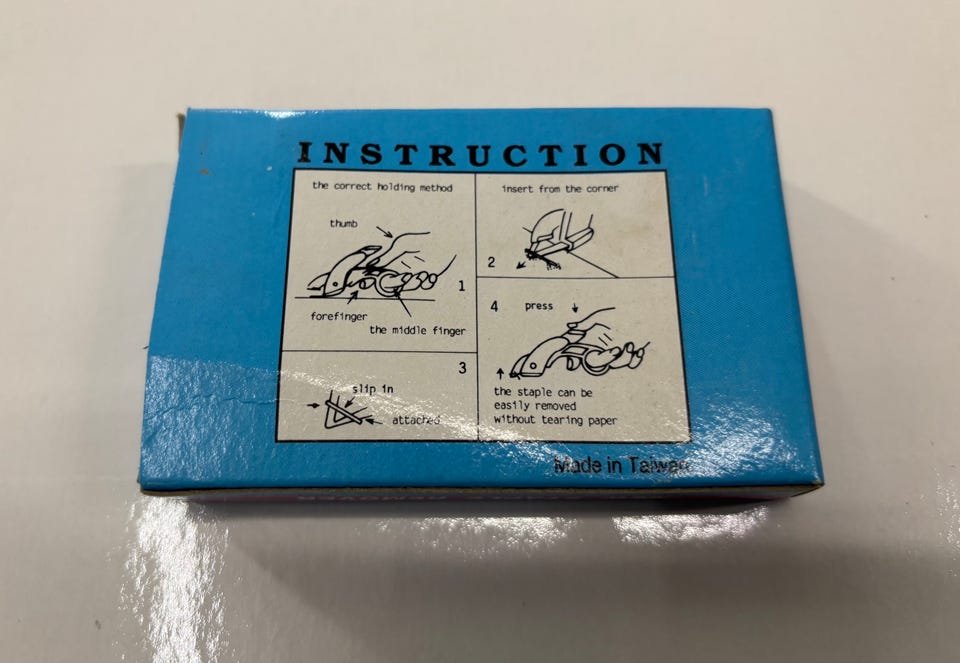 INSTRUCTION
the correct holding method
thumb
1
forefinger
the middle finger
insert from the corner
2
3
slip in
attached
4
press
the staple can be
easily removed
without tearing paper
Made in Taiwan